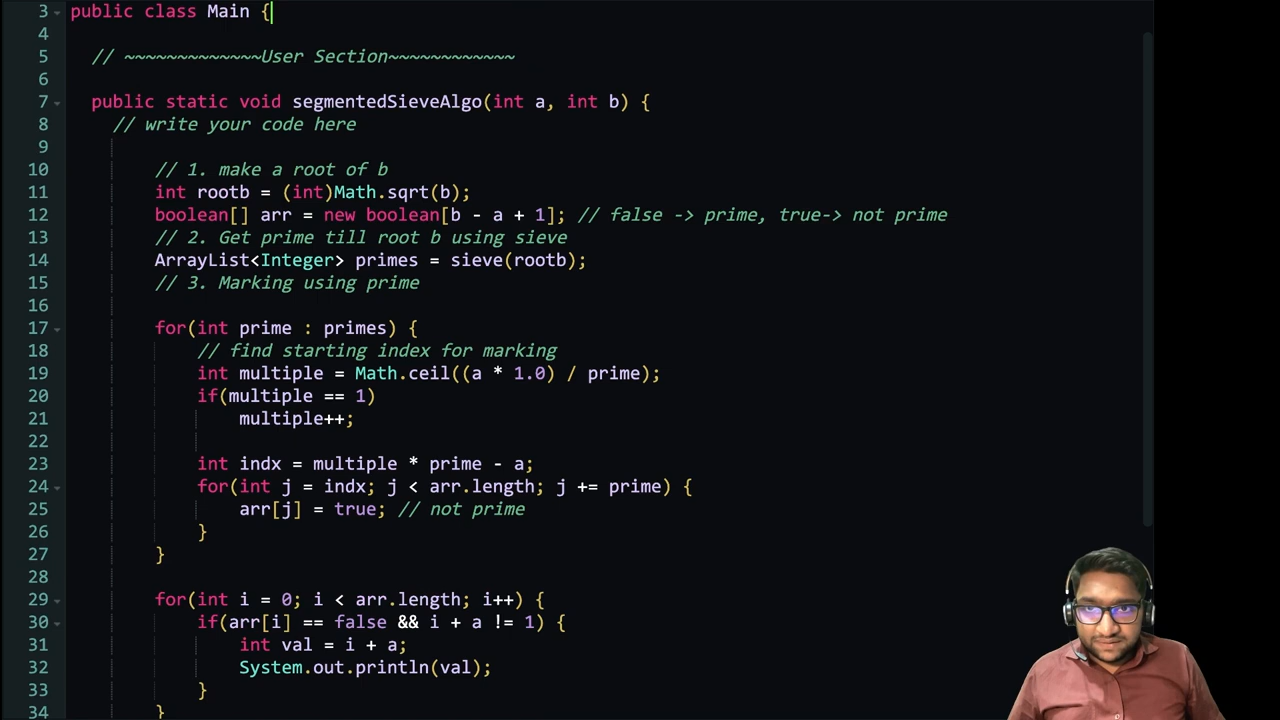 3 public class Main {
4
5 // ~~~~~~~~~~~~~User Section~~~~~~~~~~~~
6
7 public static void segmentedSieveAlgo(int a, int b) {
8 // write your code here
9
10 // 1. make a root of b
11 int rootb = (int)Math.sqrt(b);
12 boolean[] arr = new boolean[b - a + 1]; // false -> prime, true-> not prime
13 // 2. Get prime till root b using sieve
14 ArrayList<Integer> primes = sieve(rootb);
15 // 3. Marking using prime
16
17 for(int prime : primes) {
18 // find starting index for marking
19 int multiple = Math.ceil((a * 1.0) / prime);
20 if(multiple == 1)
21 multiple++;
22
23 int indx = multiple * prime - a;
24 for(int j = indx; j < arr.length; j += prime) {
25 arr[j] = true; // not prime
26 }
27 }
28
29 for(int i = 0; i < arr.length; i++) {
30 if(arr[i] == false && i + a != 1) {
31 int val = i + a;
32 System.out.println(val);
33 }
34 }